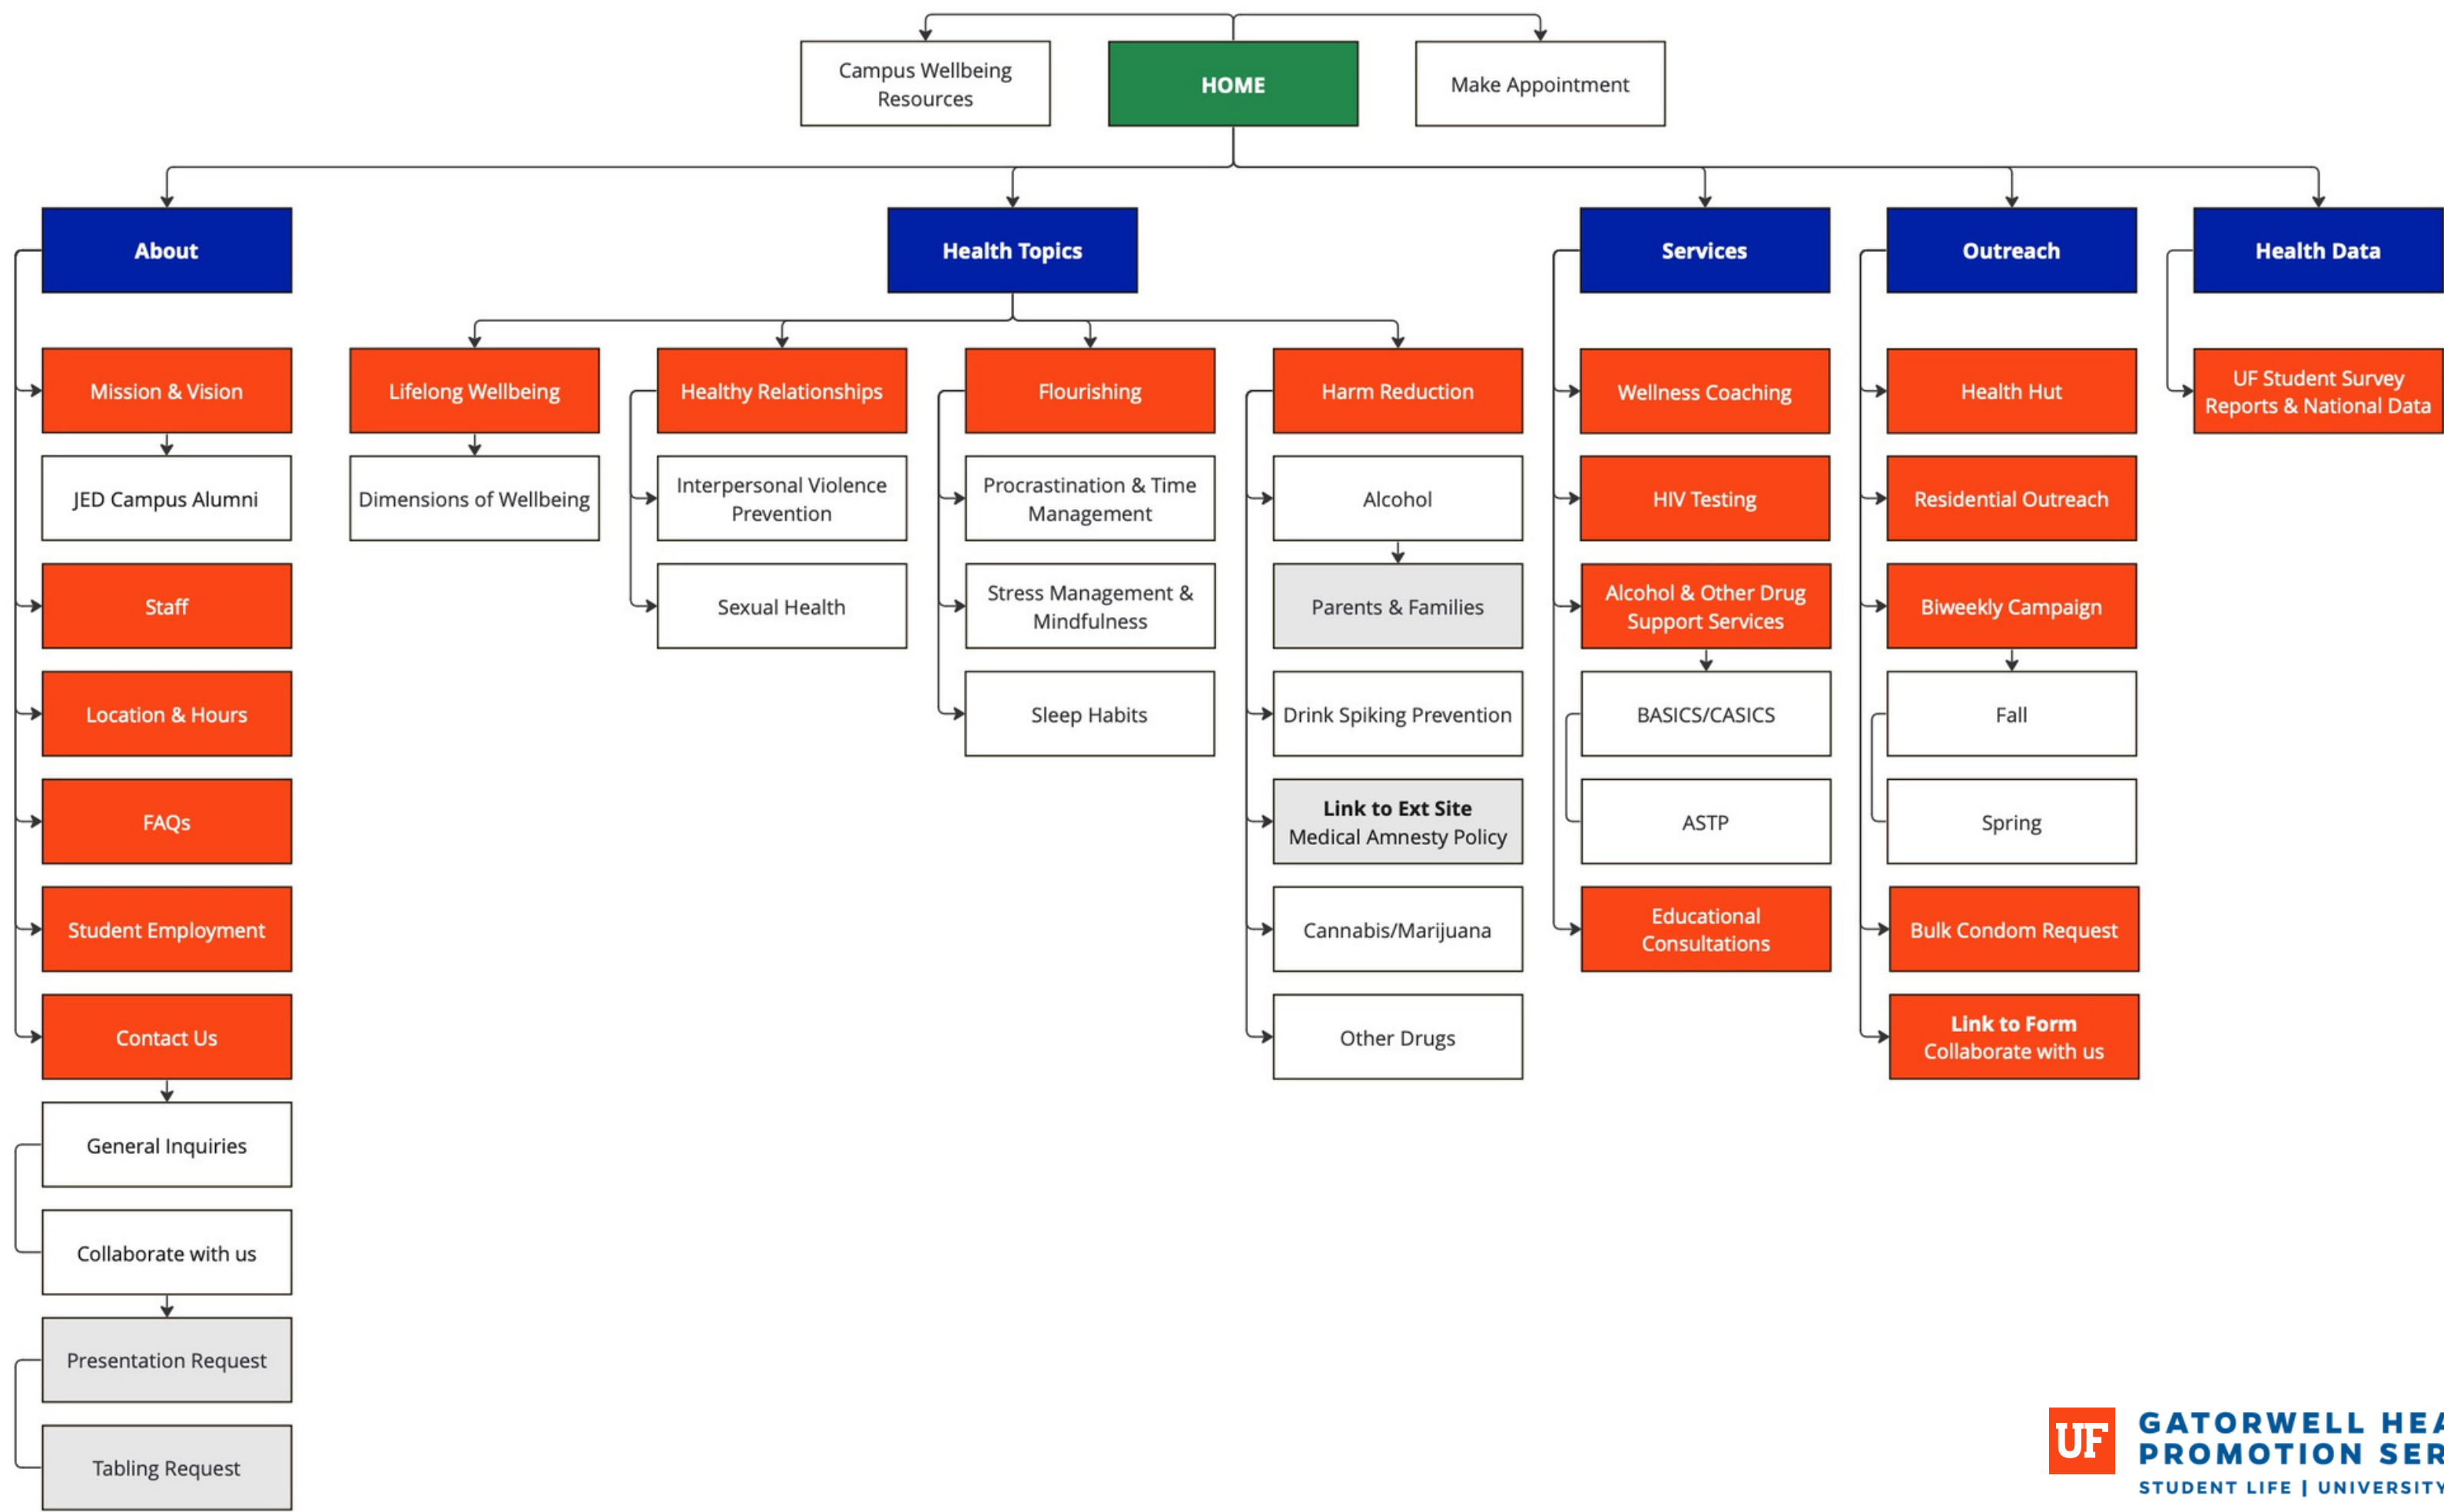 Campus Wellbeing
Resources
HOME
Make Appointment
About
Health Topics
Services
Outreach
Health Data
Mission & Vision
Lifelong Wellbeing
Healthy Relationships
Flourishing
Harm Reduction
Wellness Coaching
Health Hut
UF Student Survey
Reports & National Data
JED Campus Alumni
Dimensions of Wellbeing
Interpersonal Violence
Prevention
Procrastination & Time
Management
Alcohol
HIV Testing
Residential Outreach
Staff
Sexual Health
Stress Management &
Mindfulness
Parents & Families
Alcohol & Other Drug
Support Services
Biweekly Campaign
Location & Hours
Sleep Habits
Drink Spiking Prevention
BASICS/CASICS
Fall
FAQs
Link to Ext Site
Medical Amnesty Policy
ASTP
Spring
Student Employment
Cannabis/Marijuana
Educational
Consultations
Bulk Condom Request
Contact Us
Other Drugs
Link to Form
Collaborate with us
General Inquiries
Collaborate with us
Presentation Request
Tabling Request
UF
GATORWELL
PROMOTION
STUDENT LIFE | UNIVERSITY